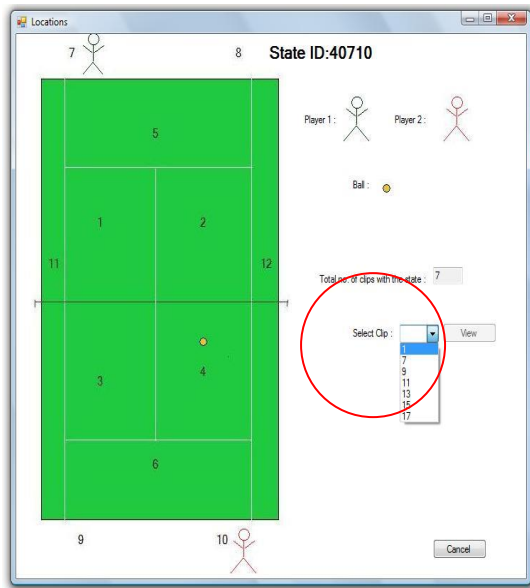 Locations
7
8
State ID:40710
5
Player 1 :
Player 2 :
Ball :
1
2
11
12
Total no. of clips with the state :
7
Select Clip :
View
1
7
9
11
13
15
17
3
4
6
9
10
Cancel